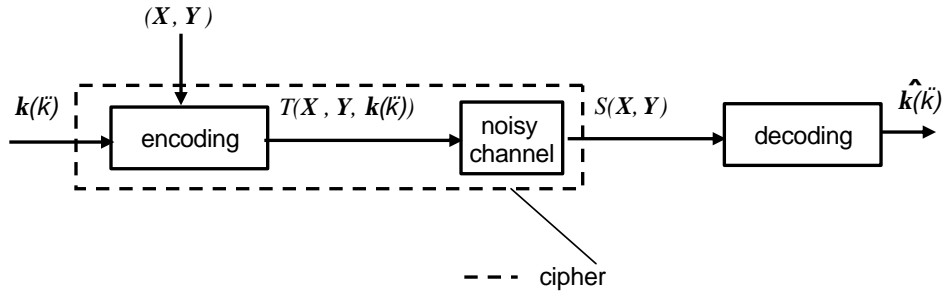 (X, Y)
k(k̈) T(X, Y, k(k̈)) S(X, Y) k̂(k̈)
encoding
noisy
channel
decoding
cipher